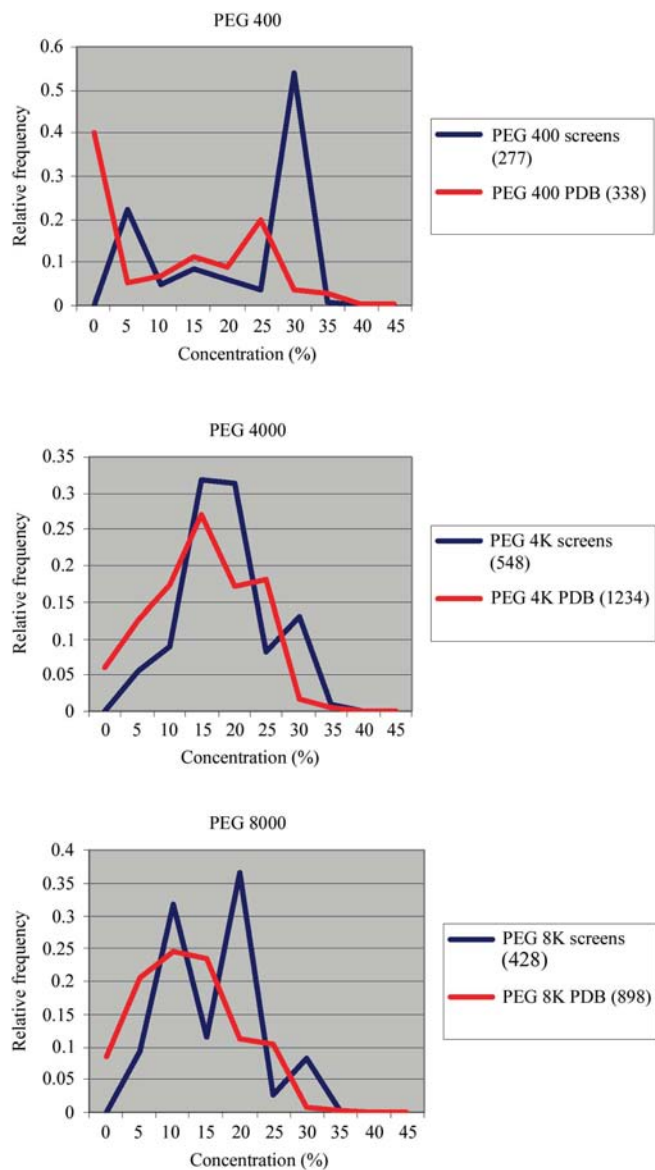 PEG 400
0.6
0.5
0.4
0.3
0.2
0.1
0
Relative frequency
0 5 10 15 20 25 30 35 40 45
Concentration (%)
PEG 400 screens
(277)
PEG 400 PDB (338)
PEG 4000
0.35
0.3
0.25
0.2
0.15
0.1
0.05
0
Relative frequency
0 5 10 15 20 25 30 35 40 45
Concentration (%)
PEG 4K screens
(548)
PEG 4K PDB (1234)
PEG 8000
0.4
0.35
0.3
0.25
0.2
0.15
0.1
0.05
0
Relative frequency
0 5 10 15 20 25 30 35 40 45
Concentration (%)
PEG 8K screens
(428)
PEG 8K PDB (898)